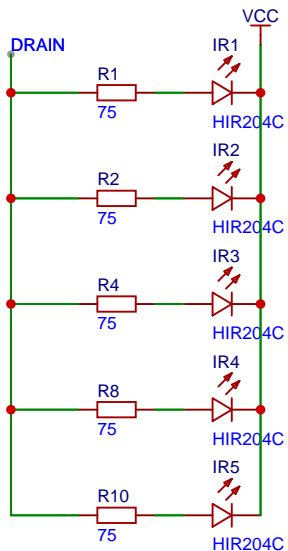 VCC
DRAIN
IR1
R1
75
HIR204C
IR2
R2
75
HIR204C
IR3
R4
75
HIR204C
IR4
R8
75
HIR204C
IR5
R10
75
HIR204C